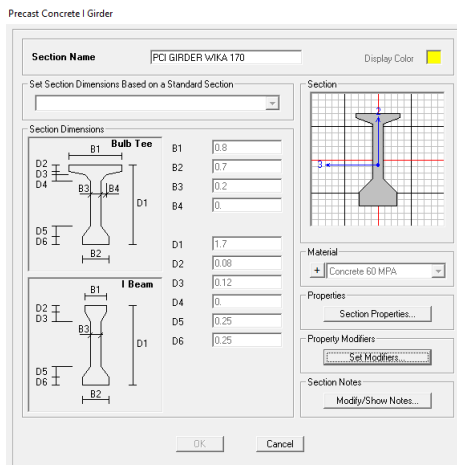 Precast Concrete I Girder
Section Name PCI GIRDER WIKA 170 Display Color
Set Section Dimensions Based on a Standard Section
Section
2
3
Section Dimensions
Bulb Tee
B1
D2
D3
D4
B3 B4
D1
D5
D6
B2
I Beam
B1
D2
D3
B3
D1
D5
D6
B2
B1 0.8
B2 0.7
B3 0.2
B4 0.
D1 1.7
D2 0.08
D3 0.12
D4 0.
D5 0.25
D6 0.25
Material
+ Concrete 60 MPA
Properties
Section Properties...
Property Modifiers
Set Modifiers...
Section Notes
Modify/Show Notes...
OK Cancel